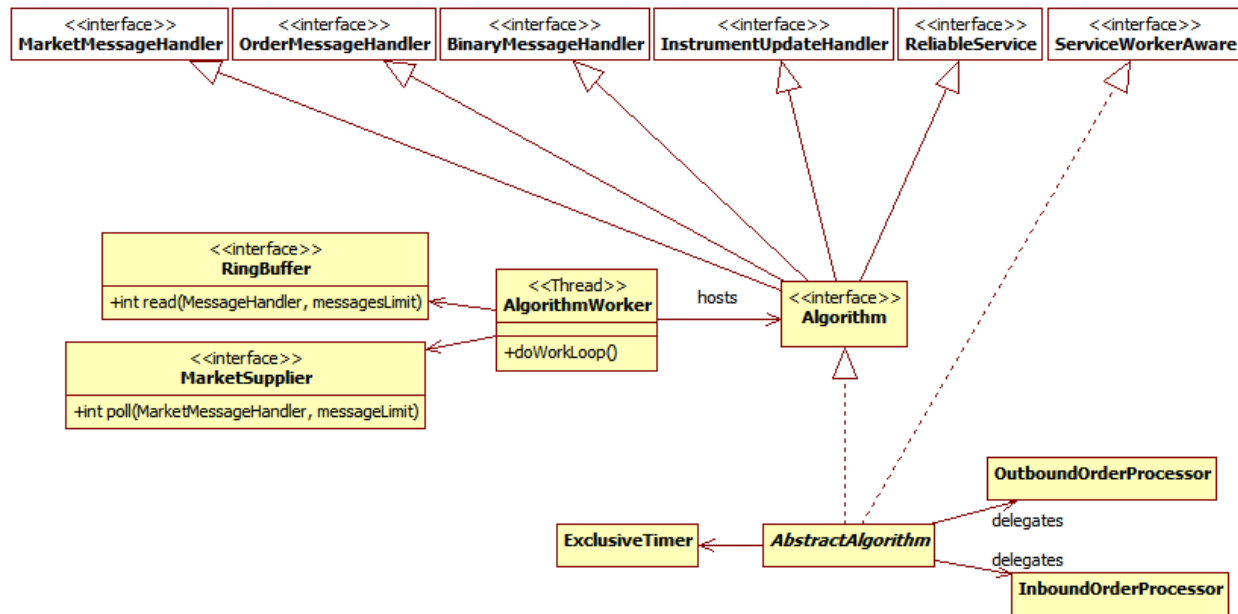 <<interface>>
MarketMessageHandler
<<interface>>
OrderMessageHandler
<<interface>>
BinaryMessageHandler
<<interface>>
InstrumentUpdateHandler
<<interface>>
ReliableService
<<interface>>
ServiceWorkerAware
<<interface>>
RingBuffer
+int read(MessageHandler, messagesLimit)
<<Thread>>
AlgorithmWorker
+doWorkLoop()
hosts
<<interface>>
Algorithm
<<interface>>
MarketSupplier
+int poll(MarketMessageHandler, messageLimit)
OutboundOrderProcessor
delegates
ExclusiveTimer
AbstractAlgorithm
delegates
InboundOrderProcessor